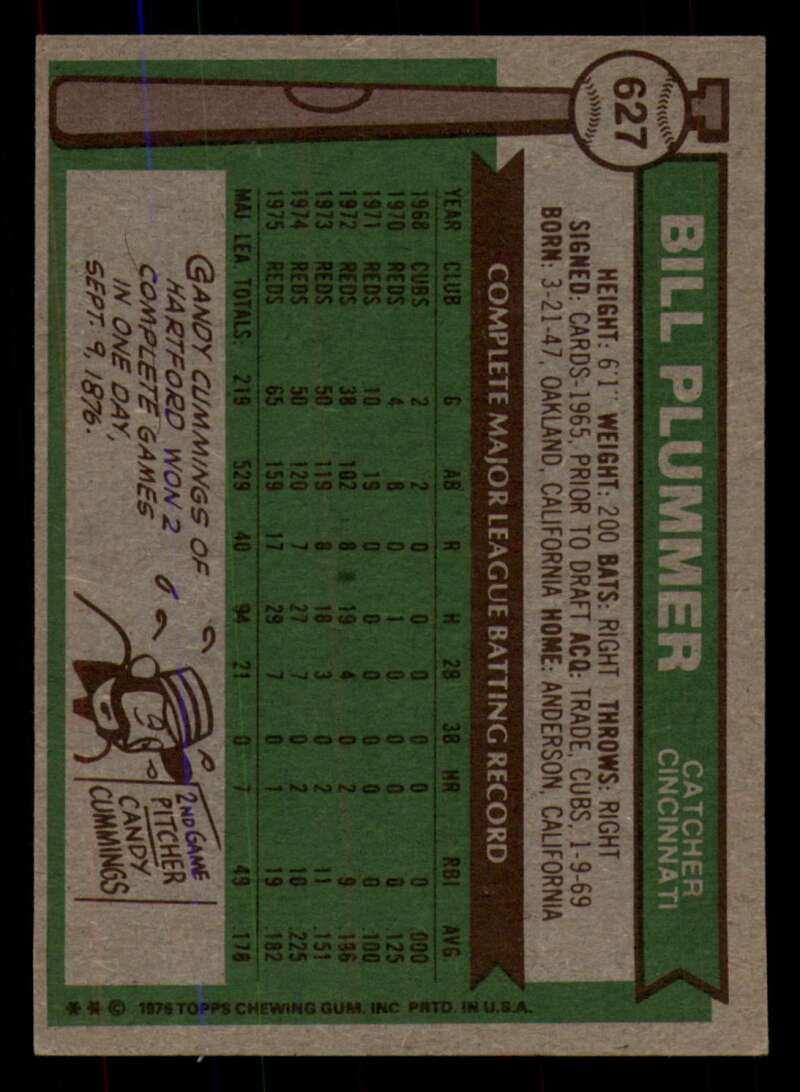 627
BILL PLUMMER
CATCHER
CINCINNATI
HEIGHT: 6'1" WEIGHT: 200 BATS: RIGHT THROWS: RIGHT
SIGNED: CARDS-1965, PRIOR TO DRAFT ACQ: TRADE, CUBS, 1-9-69
BORN: 3-21-47, OAKLAND, CALIFORNIA HOME: ANDERSON, CALIFORNIA
COMPLETE MAJOR LEAGUE BATTING RECORD
YEAR CLUB G AB R H 2B 3B HR RBI AVG
1968 CUBS 2 2 0 0 0 0 0 0 .000
1970 REDS 4 8 0 1 0 0 0 0 .125
1971 REDS 10 19 0 0 0 0 0 0 .100
1972 REDS 38 102 8 19 4 0 2 9 .186
1973 REDS 50 119 8 18 3 0 2 11 .151
1974 REDS 50 120 7 27 7 0 2 10 .225
1975 REDS 65 159 17 29 7 0 1 19 .182
MAJ. LEA. TOTALS 219 529 40 94 21 0 7 49 .178
CANDY CUMMINGS OF
HARTFORD WON 2
COMPLETE GAMES
IN ONE DAY,
SEPT. 9, 1876.
2ND GAME
PITCHER
CANDY
CUMMINGS
✻ ✻ © 1976 TOPPS CHEWING GUM, INC. PRTD. IN U.S.A.